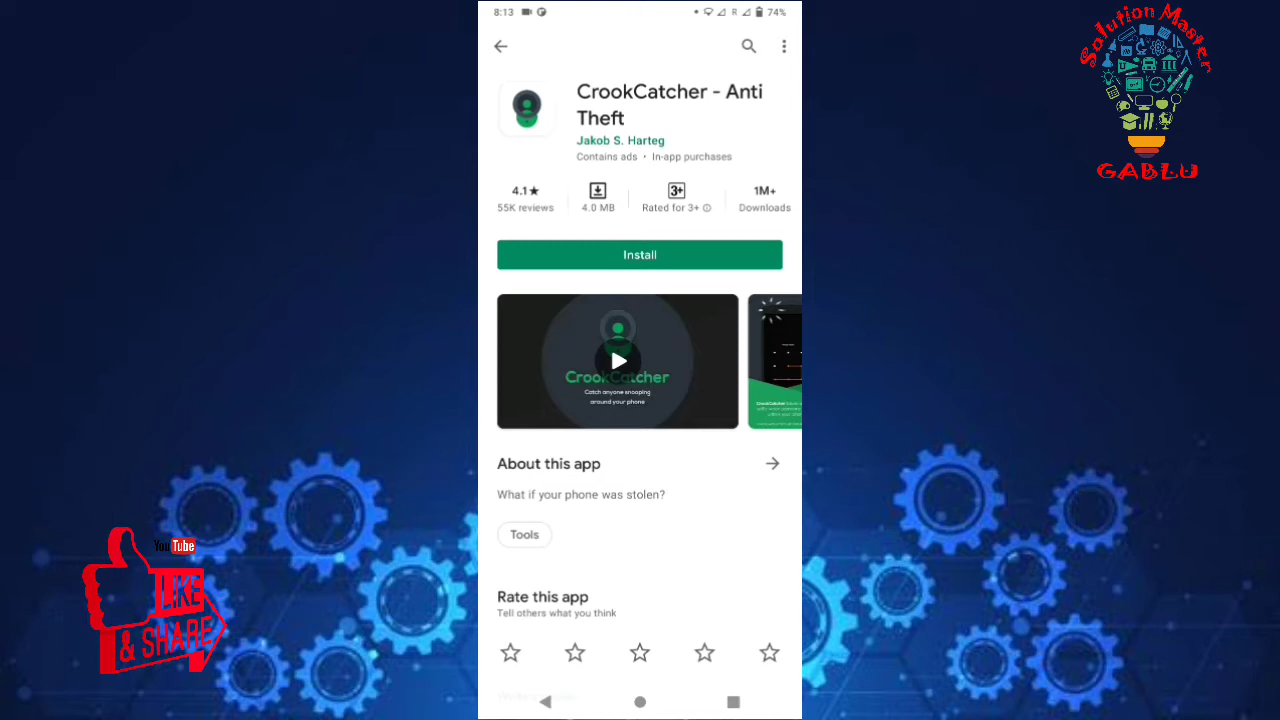 8:13
R
74%
Solution Master
GABLU
CrookCatcher - Anti
Theft
Jakob S. Harteg
Contains ads • In-app purchases
4.1★
3+
1M+
55K reviews
4.0 MB
Rated for 3+
Downloads
Install
CrookCatcher
Catch anyone snooping
around your phone
About this app
What if your phone was stolen?
Tools
YouTube
LIKE
& SHARE
Rate this app
Tell others what you think